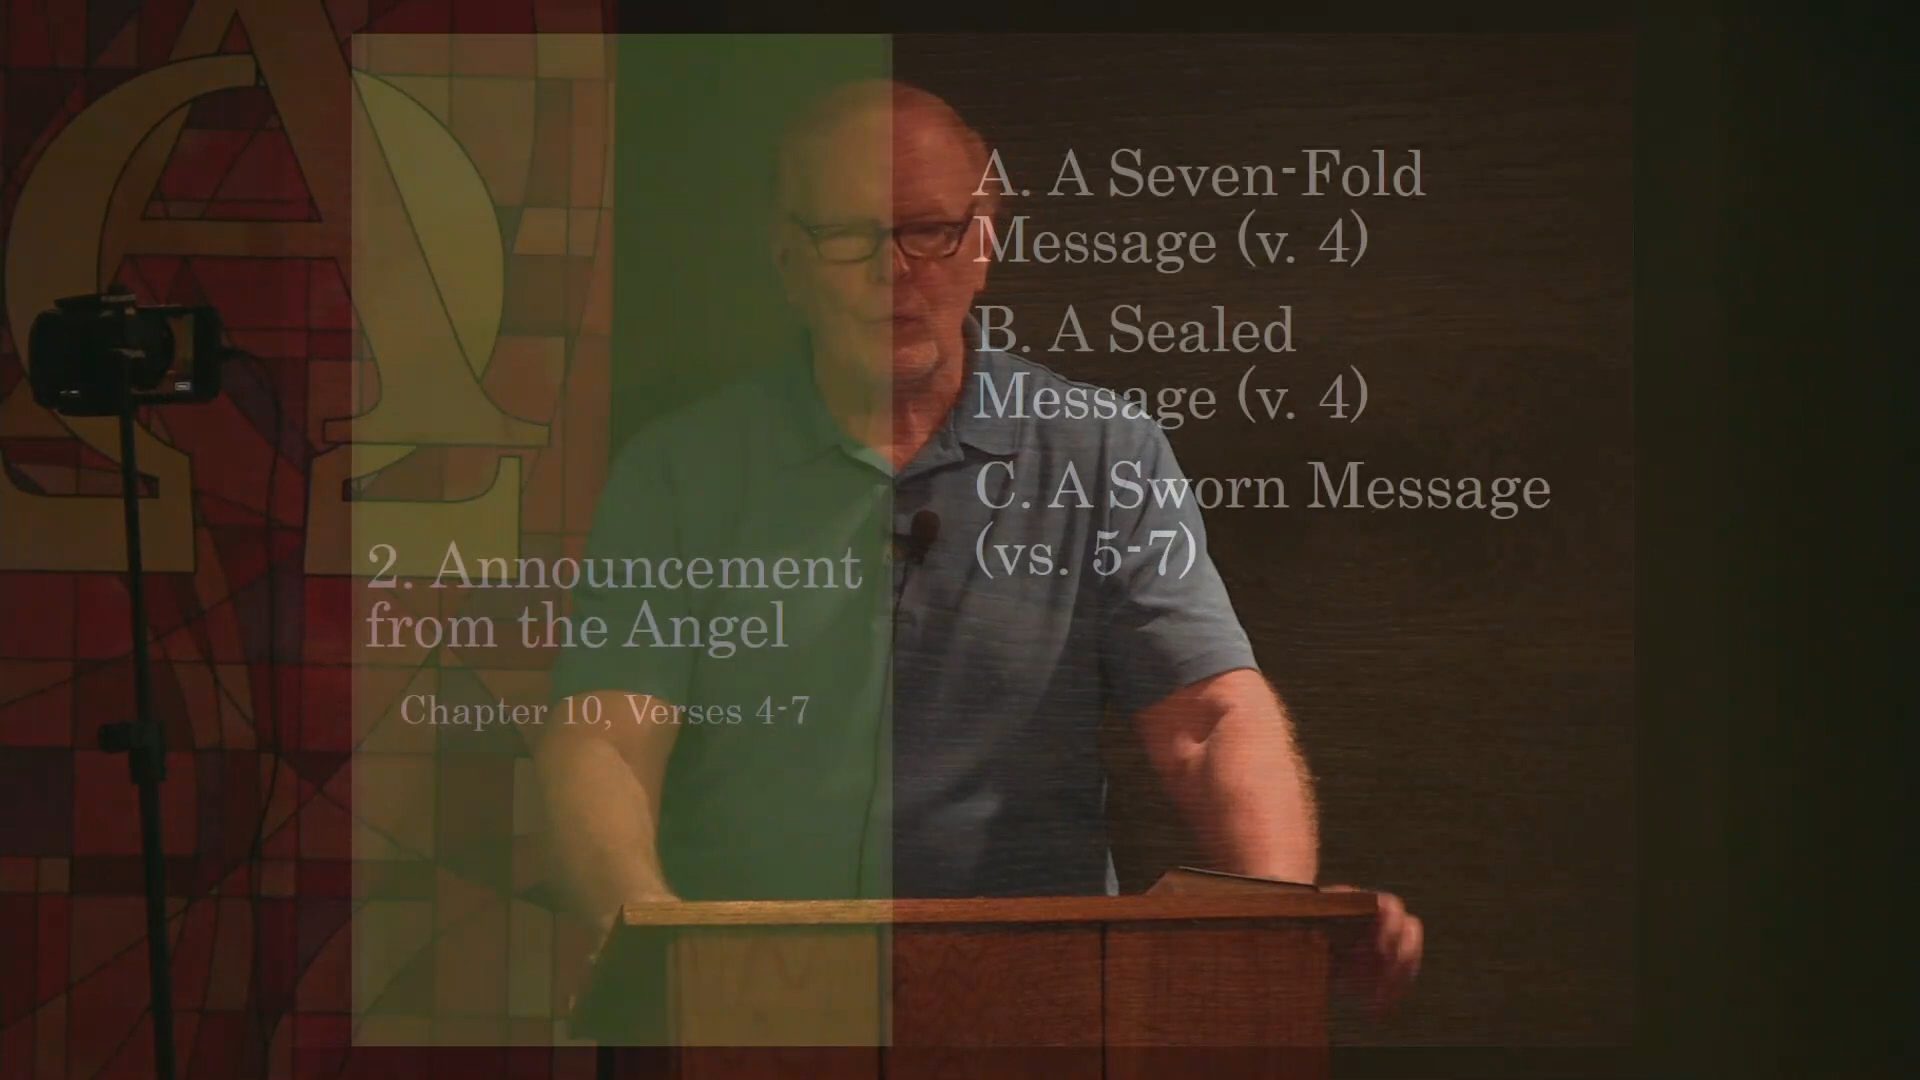 2. Announcement
from the Angel
Chapter 10, Verses 4-7
A. A Seven-Fold
Message (v. 4)
B. A Sealed
Message (v. 4)
C. A Sworn Message
(vs. 5-7)